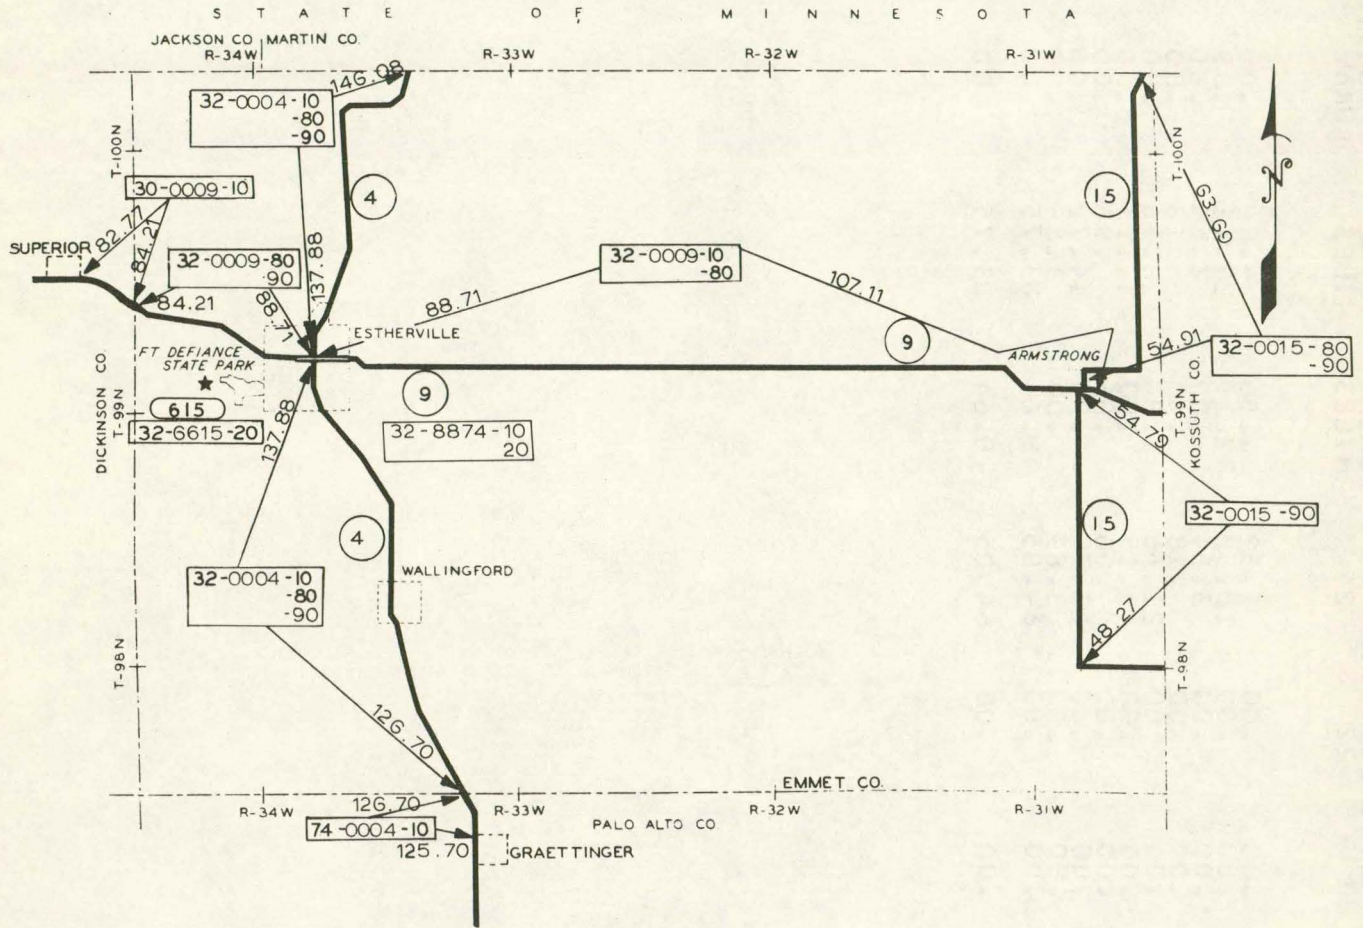 STATE OF MINNESOTA
JACKSON CO. MARTIN CO.
R-34W R-33W R-32W R-31W
146.08
32-0004-10
-80
-90
T-100N
T-100N
30-0009-10
4
15
82.77
84.21
137.88
63.69
SUPERIOR
32-0009-80
90
32-0009-10
-80
84.21
88.71
88.71
107.11
ESTHERVILLE
9
ARMSTRONG
54.91
32-0015-80
-90
FT DEFIANCE
STATE PARK
615
32-6615-20
DICKINSON CO.
T-99N
137.88
9
32-8874-10
20
54.79
T-99N
KOSSUTH CO.
32-0015-90
15
4
32-0004-10
-80
-90
WALLINGFORD
48.27
T-98N
T-98N
126.70
EMMET CO.
R-34W R-33W R-32W R-31W
126.70
74-0004-10
PALO ALTO CO
125.70
GRAETTINGER
N